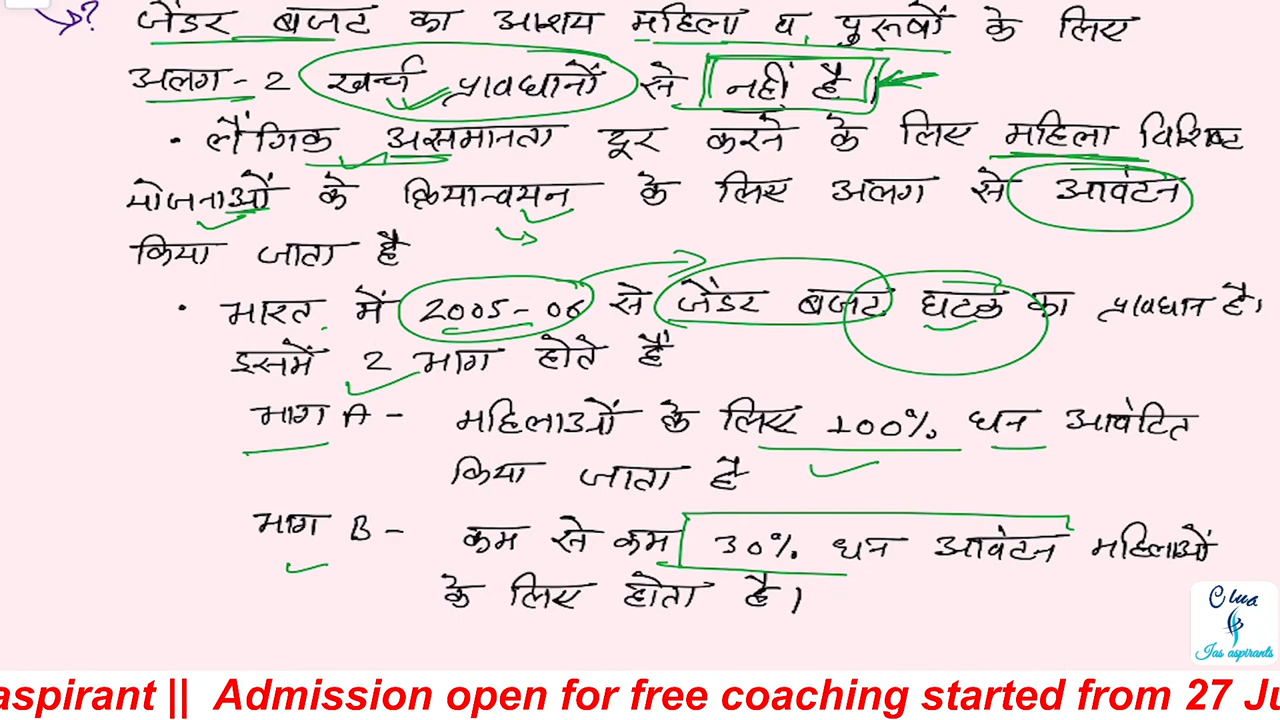 ?
जेंडर बजट का आशय महिला व पुरूषों के लिए
अलग-2 खर्च प्रावधानों से नहीं है।
• लैंगिक असमानता दूर करने के लिए महिला विशिष्ट
योजनाओं के क्रियान्वयन के लिए अलग से आवंटन
किया जाता है
• भारत में 2005-06 से जेंडर बजट घटक का प्रावधान है।
इसमें 2 भाग होते हैं
भाग A - महिलाओं के लिए 100% धन आवंटित
किया जाता है
भाग B - कम से कम 30% धन आवंटन महिलाओं
के लिए होता है।
Clue
Ias aspirants
aspirant || Admission open for free coaching started from 27 Ju